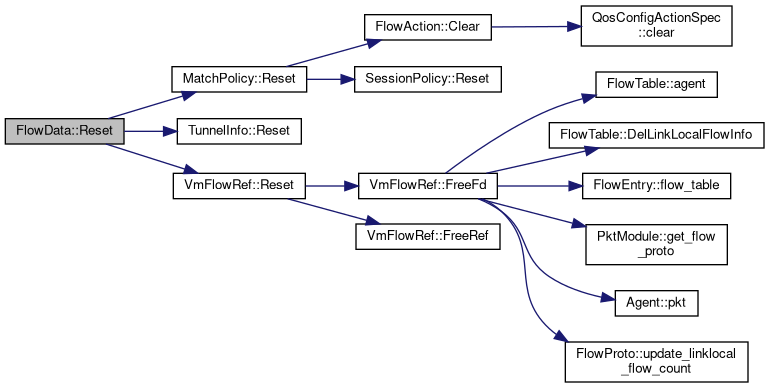 FlowData::Reset
MatchPolicy::Reset
FlowAction::Clear
QosConfigActionSpec
::clear
SessionPolicy::Reset
TunnelInfo::Reset
VmFlowRef::Reset
VmFlowRef::FreeFd
FlowTable::agent
FlowTable::DelLinkLocalFlowInfo
FlowEntry::flow_table
PktModule::get_flow
_proto
Agent::pkt
FlowProto::update_linklocal
_flow_count
VmFlowRef::FreeRef